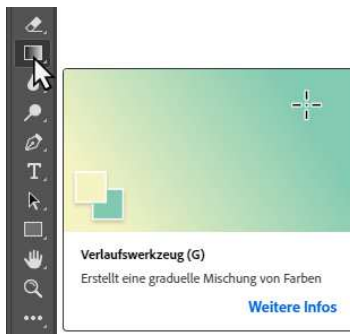 Verlaufswerkzeug (G)
Erstellt eine graduelle Mischung von Farben
Weitere Infos